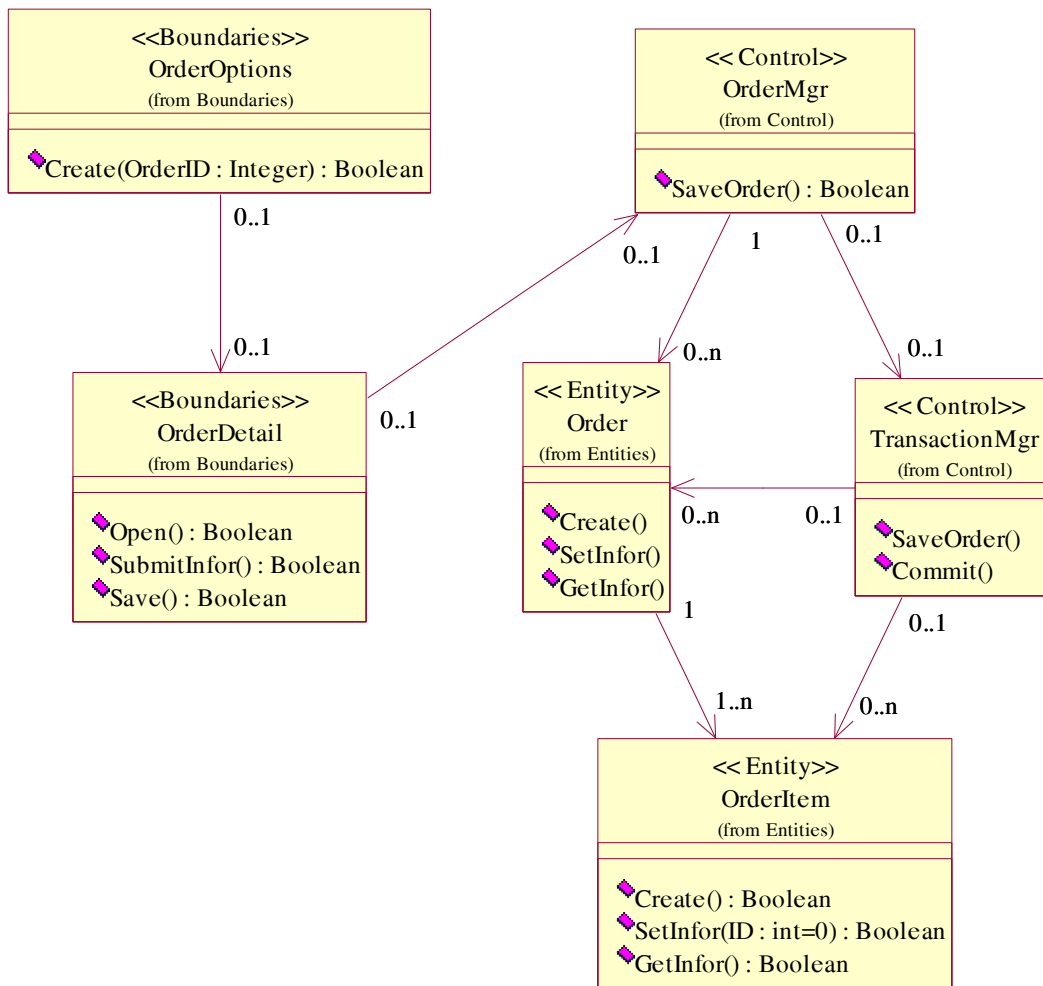 <<Boundaries>>
OrderOptions
(from Boundaries)
Create(OrderID : Integer) : Boolean
<< Control>>
OrderMgr
(from Control)
SaveOrder() : Boolean
0..1
0..1
0..1
0..1
1
0..n
0..1
0..1
<<Boundaries>>
OrderDetail
(from Boundaries)
Open() : Boolean
SubmitInfor() : Boolean
Save() : Boolean
<< Entity>>
Order
(from Entities)
Create()
SetInfor()
GetInfor()
<< Control>>
TransactionMgr
(from Control)
SaveOrder()
Commit()
0..n
0..1
1
1..n
0..1
0..n
<< Entity>>
OrderItem
(from Entities)
Create() : Boolean
SetInfor(ID : int=0) : Boolean
GetInfor() : Boolean